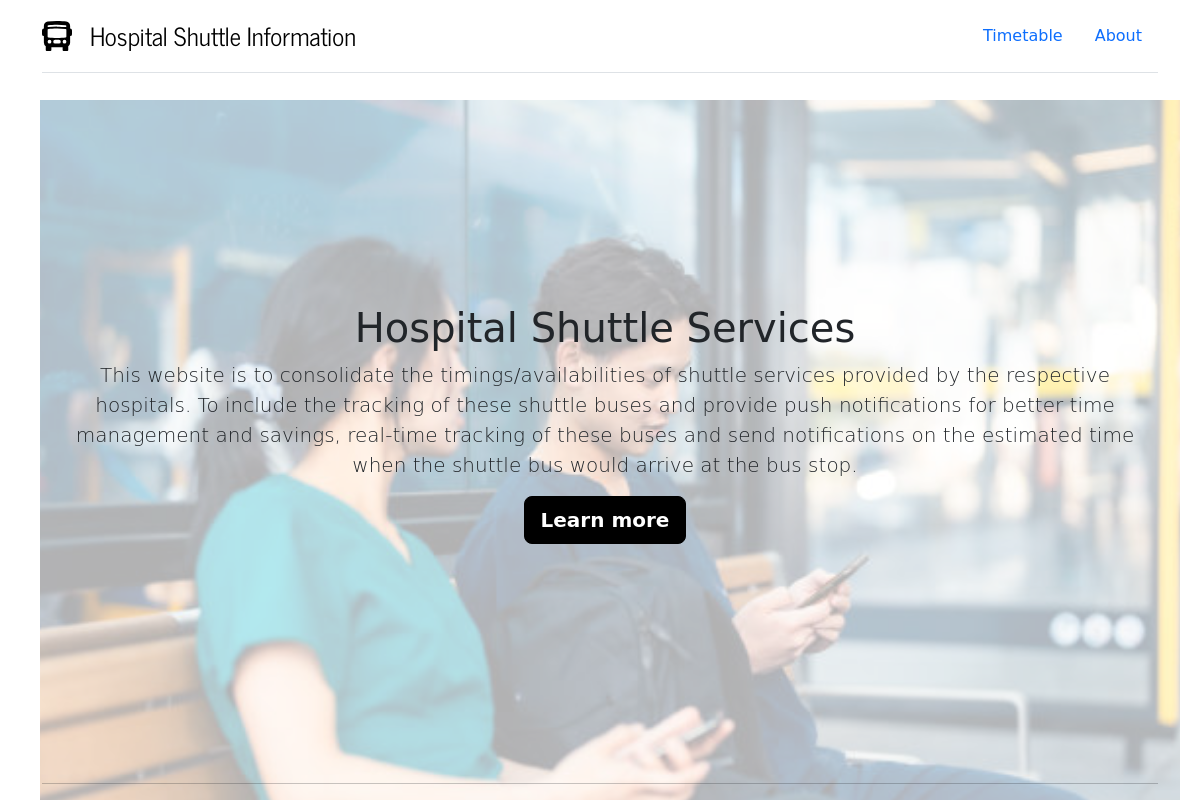 Hospital Shuttle Information
Timetable
About
Hospital Shuttle Services
This website is to consolidate the timings/availabilities of shuttle services provided by the respective
hospitals. To include the tracking of these shuttle buses and provide push notifications for better time
management and savings, real-time tracking of these buses and send notifications on the estimated time
when the shuttle bus would arrive at the bus stop.
Learn more